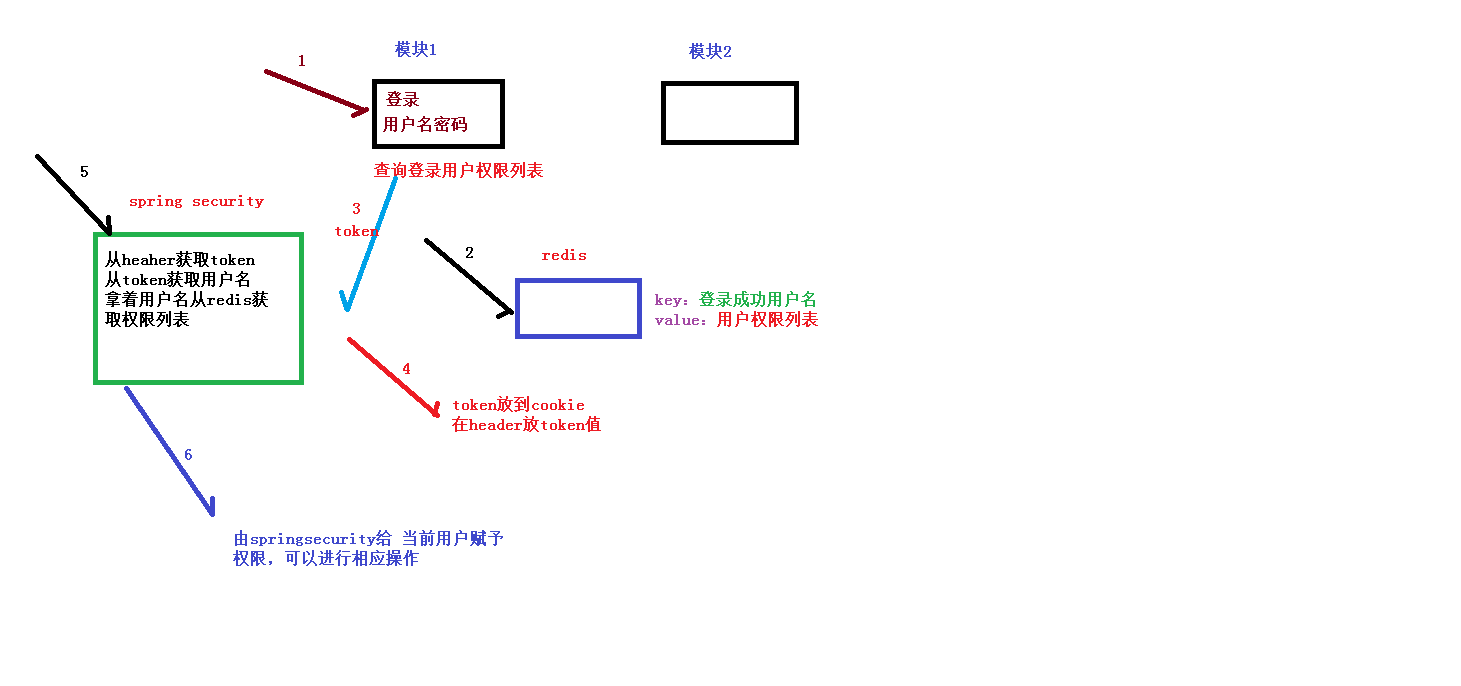 模块1
模块2
1
登录
用户名密码
5
查询登录用户权限列表
spring security
3
token
2
redis
从heaher获取token
从token获取用户名
拿着用户名从redis获
取权限列表
key：登录成功用户名
value：用户权限列表
4
token放到cookie
在header放token值
6
由springsecurity给 当前用户赋予
权限，可以进行相应操作